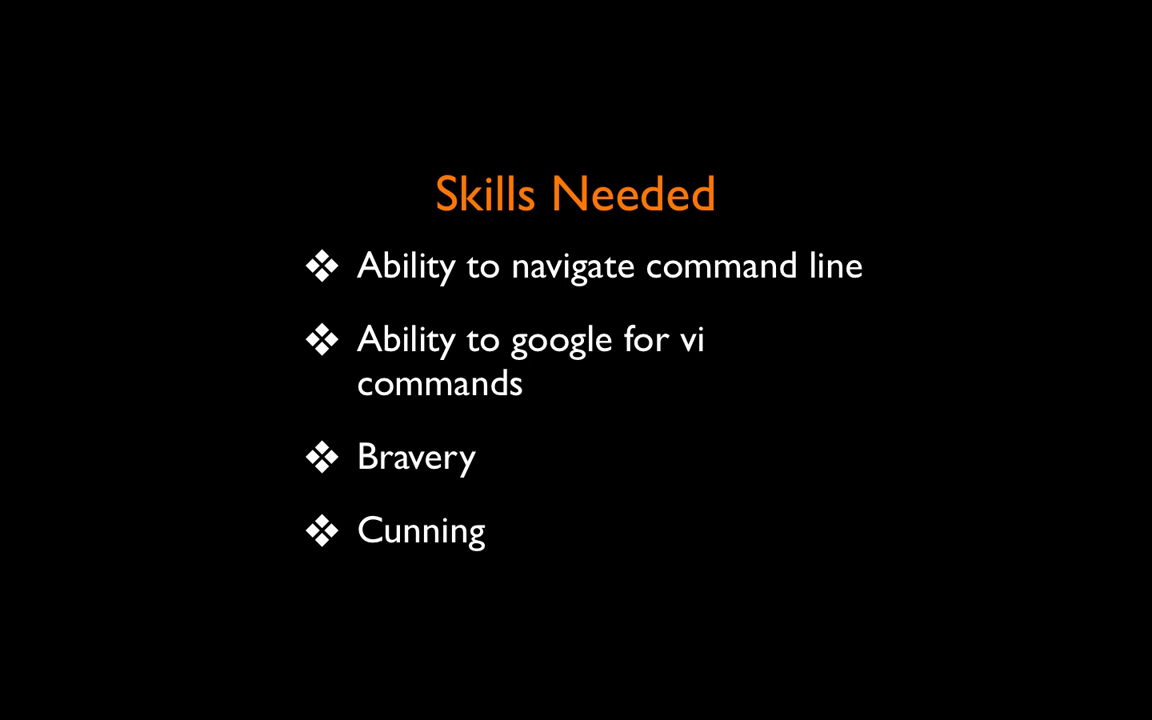 Skills Needed
❖ Ability to navigate command line
❖ Ability to google for vi
commands
❖ Bravery
❖ Cunning